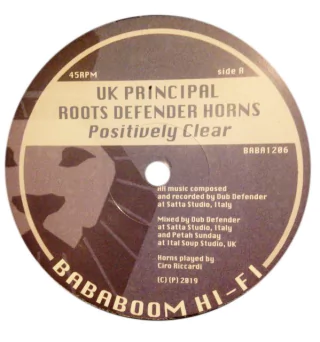 45RPM side A
UK PRINCIPAL
ROOTS DEFENDER HORNS
Positively Clear
BABA1206
All music composed
and recorded by Dub Defender
at Satta Studio, Italy
Mixed by Dub Defender
at Satta Studio, Italy
and Petah Sunday
at Ital Soup Studio, UK
Horns played by
Ciro Riccardi
(C)(P)2019
BABABOOM HI-FI